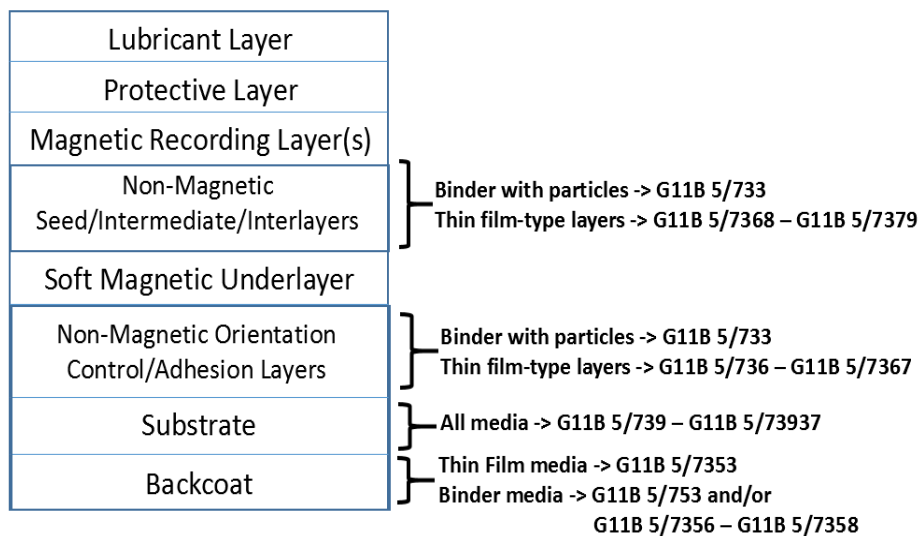 Lubricant Layer
Protective Layer
Magnetic Recording Layer(s)
Non-Magnetic
Seed/Intermediate/Interlayers
Binder with particles -> G11B 5/733
Thin film-type layers -> G11B 5/7368 – G11B 5/7379
Soft Magnetic Underlayer
Non-Magnetic Orientation
Control/Adhesion Layers
Binder with particles -> G11B 5/733
Thin film-type layers -> G11B 5/736 – G11B 5/7367
Substrate
All media -> G11B 5/739 – G11B 5/73937
Backcoat
Thin Film media -> G11B 5/7353
Binder media -> G11B 5/753 and/or
G11B 5/7356 – G11B 5/7358